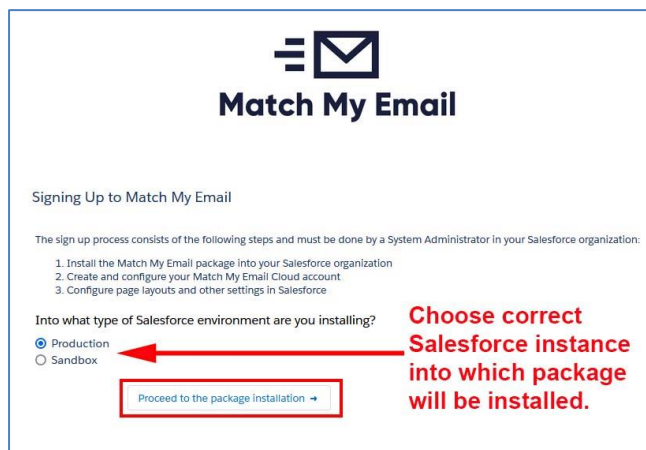 Match My Email
Signing Up to Match My Email
The sign up process consists of the following steps and must be done by a System Administrator in your Salesforce organization:
1. Install the Match My Email package into your Salesforce organization
2. Create and configure your Match My Email Cloud account
3. Configure page layouts and other settings in Salesforce
Into what type of Salesforce environment are you installing?
Production
Sandbox
Choose correct
Salesforce instance
into which package
will be installed.
Proceed to the package installation →